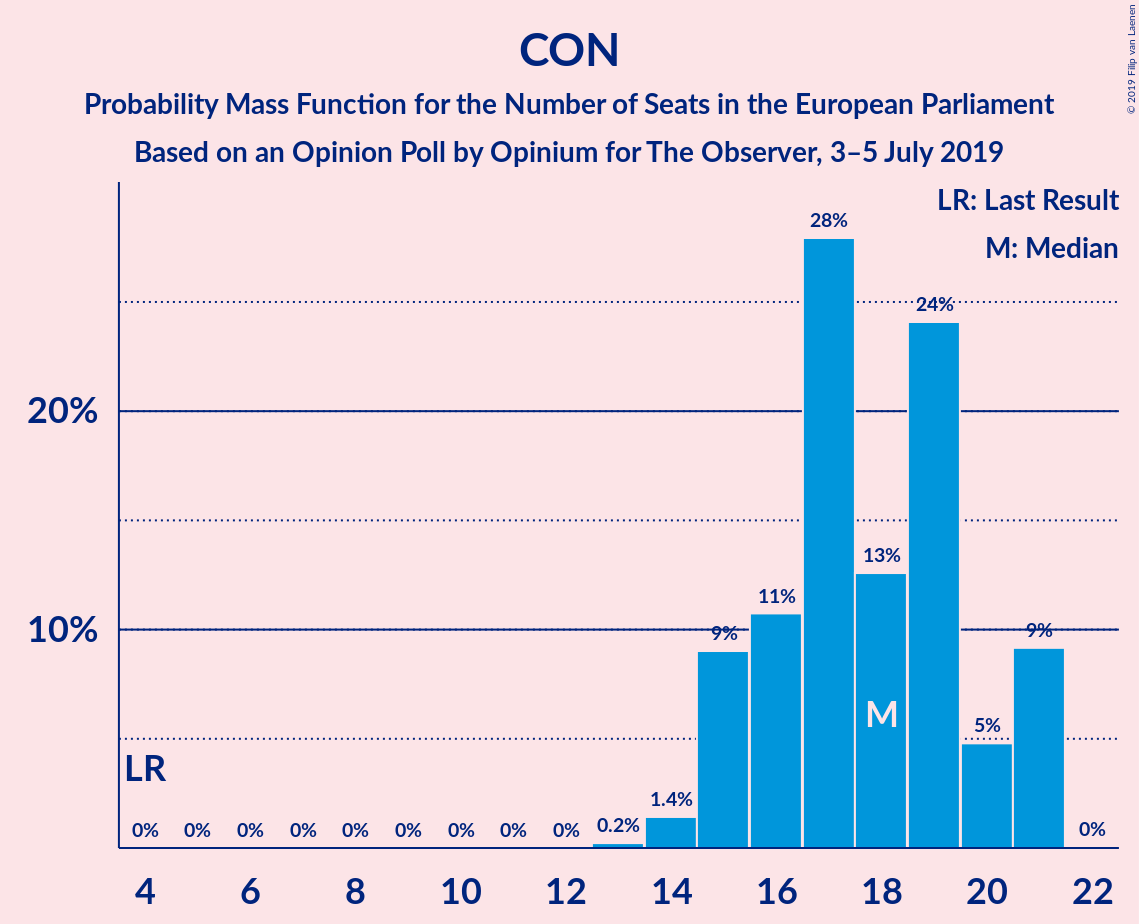 CON
Probability Mass Function for the Number of Seats in the European Parliament
Based on an Opinion Poll by Opinium for The Observer, 3–5 July 2019
© 2019 Filip van Laenen
LR: Last Result
M: Median
28%
24%
20%
13%
11%
10%
9%
9%
M
5%
LR
1.4%
0.2%
0% 0% 0% 0% 0% 0% 0% 0% 0% 0%
4 6 8 10 12 14 16 18 20 22